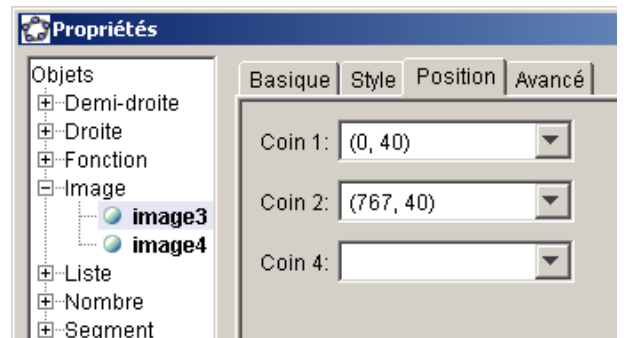 Propriétés
Objets
Demi-droite
Droite
Fonction
Image
image3
image4
Liste
Nombre
Segment
Basique Style Position Avancé
Coin 1: (0, 40)
Coin 2: (767, 40)
Coin 4: